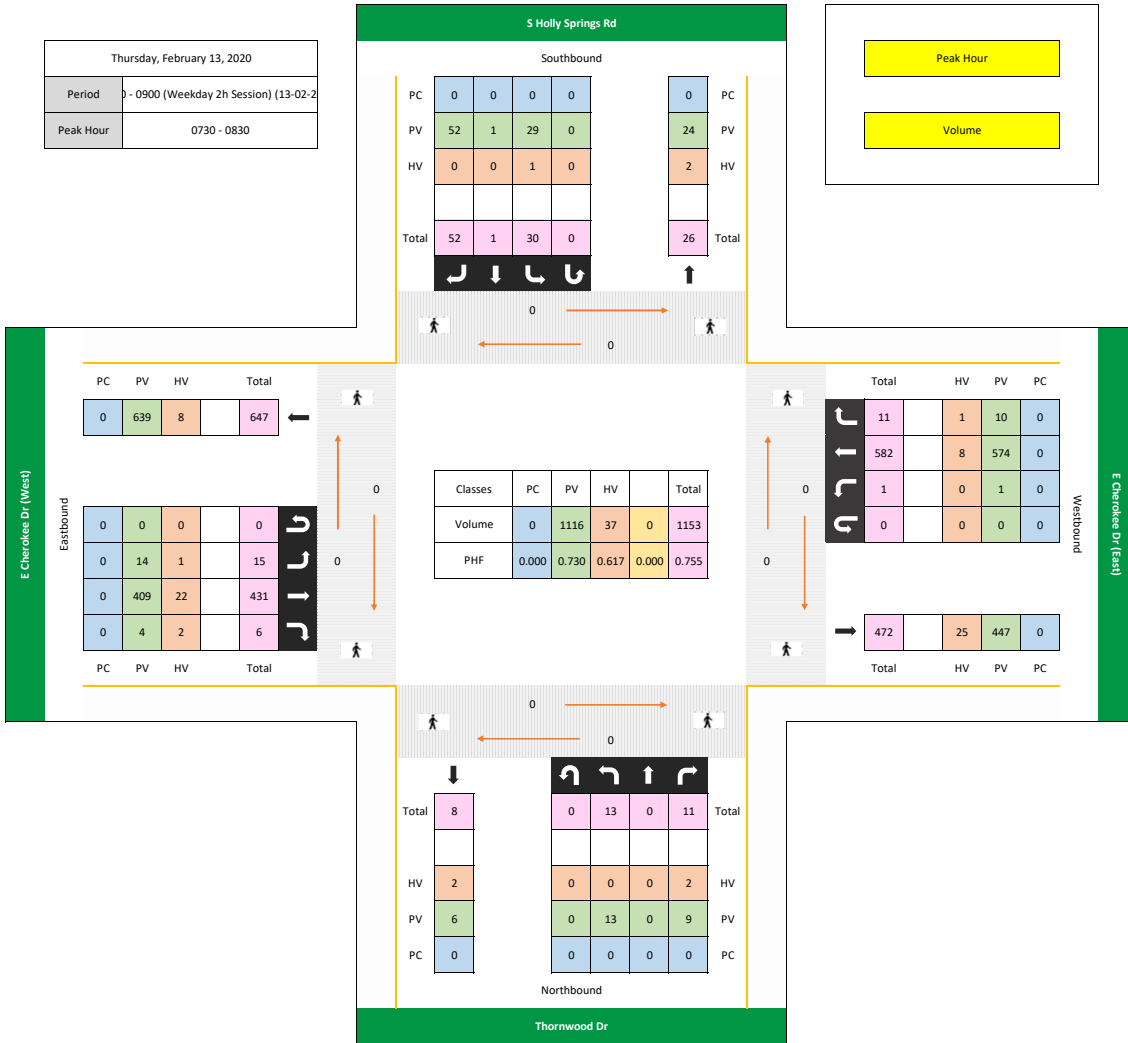 S Holly Springs Rd
Thursday, February 13, 2020
Period 0 - 0900 (Weekday 2h Session) (13-02-2
Peak Hour 0730 - 0830
Peak Hour
Volume
Southbound
PC 0 0 0 0 0 PC
PV 52 1 29 0 24 PV
HV 0 0 1 0 2 HV
Total 52 1 30 0 26 Total
0
0
E Cherokee Dr (West)
Eastbound
PC PV HV Total
0 639 8 647
0 0 0 0
0 14 1 15
0 409 22 431
0 4 2 6
PC PV HV Total
0
0
Classes PC PV HV Total
Volume 0 1116 37 0 1153
PHF 0.000 0.730 0.617 0.000 0.755
0
0
Total HV PV PC
11 1 10 0
582 8 574 0
1 0 1 0
0 0 0 0
472 25 447 0
Total HV PV PC
Westbound
E Cherokee Dr (East)
0
0
Total 8 0 13 0 11 Total
HV 2 0 0 0 2 HV
PV 6 0 13 0 9 PV
PC 0 0 0 0 0 PC
Northbound
Thornwood Dr